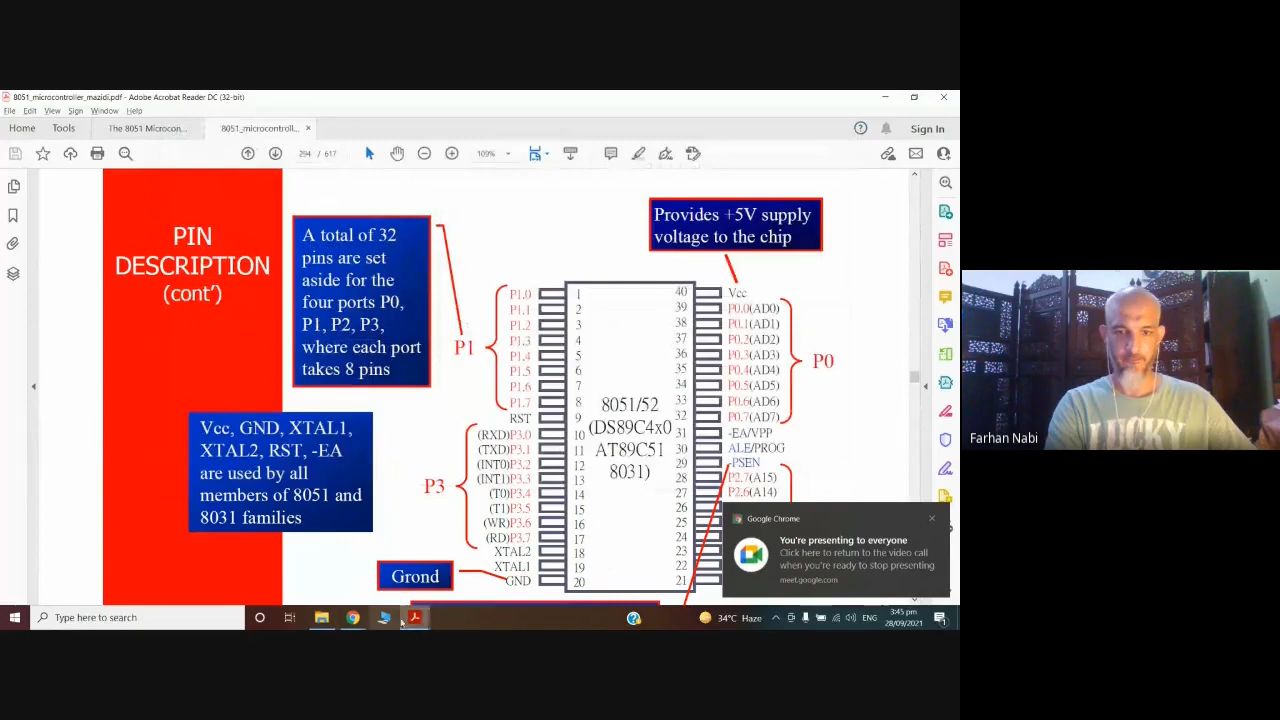 8051_microcontroller_mazidi.pdf - Adobe Acrobat Reader DC (32-bit)
File Edit View Sign Window Help
Home Tools The 8051 Microcon... 8051_microcontroll... × Sign In
294 / 617 109%
PIN
DESCRIPTION
(cont')
A total of 32
pins are set
aside for the
four ports P0,
P1, P2, P3,
where each port
takes 8 pins
Provides +5V supply
voltage to the chip
Vcc, GND, XTAL1,
XTAL2, RST, -EA
are used by all
members of 8051 and
8031 families
P1
P3
P0
Grond
P1.0 1 40 Vcc
P1.1 2 39 P0.0(AD0)
P1.2 3 38 P0.1(AD1)
P1.3 4 37 P0.2(AD2)
P1.4 5 36 P0.3(AD3)
P1.5 6 35 P0.4(AD4)
P1.6 7 34 P0.5(AD5)
P1.7 8 33 P0.6(AD6)
RST 9 32 P0.7(AD7)
(RXD)P3.0 10 31 -EA/VPP
(TXD)P3.1 11 30 ALE/PROG
(INT0)P3.2 12 29 -PSEN
(INT1)P3.3 13 28 P2.7(A15)
(T0)P3.4 14 27 P2.6(A14)
(T1)P3.5 15 26
(WR)P3.6 16 25
(RD)P3.7 17 24
XTAL2 18 23
XTAL1 19 22
GND 20 21
8051/52
(DS89C4x0
AT89C51
8031)
Google Chrome
You're presenting to everyone
Click here to return to the video call
when you're ready to stop presenting
meet.google.com
Type here to search
34°C Haze
ENG
3:45 pm
28/09/2021
Farhan Nabi